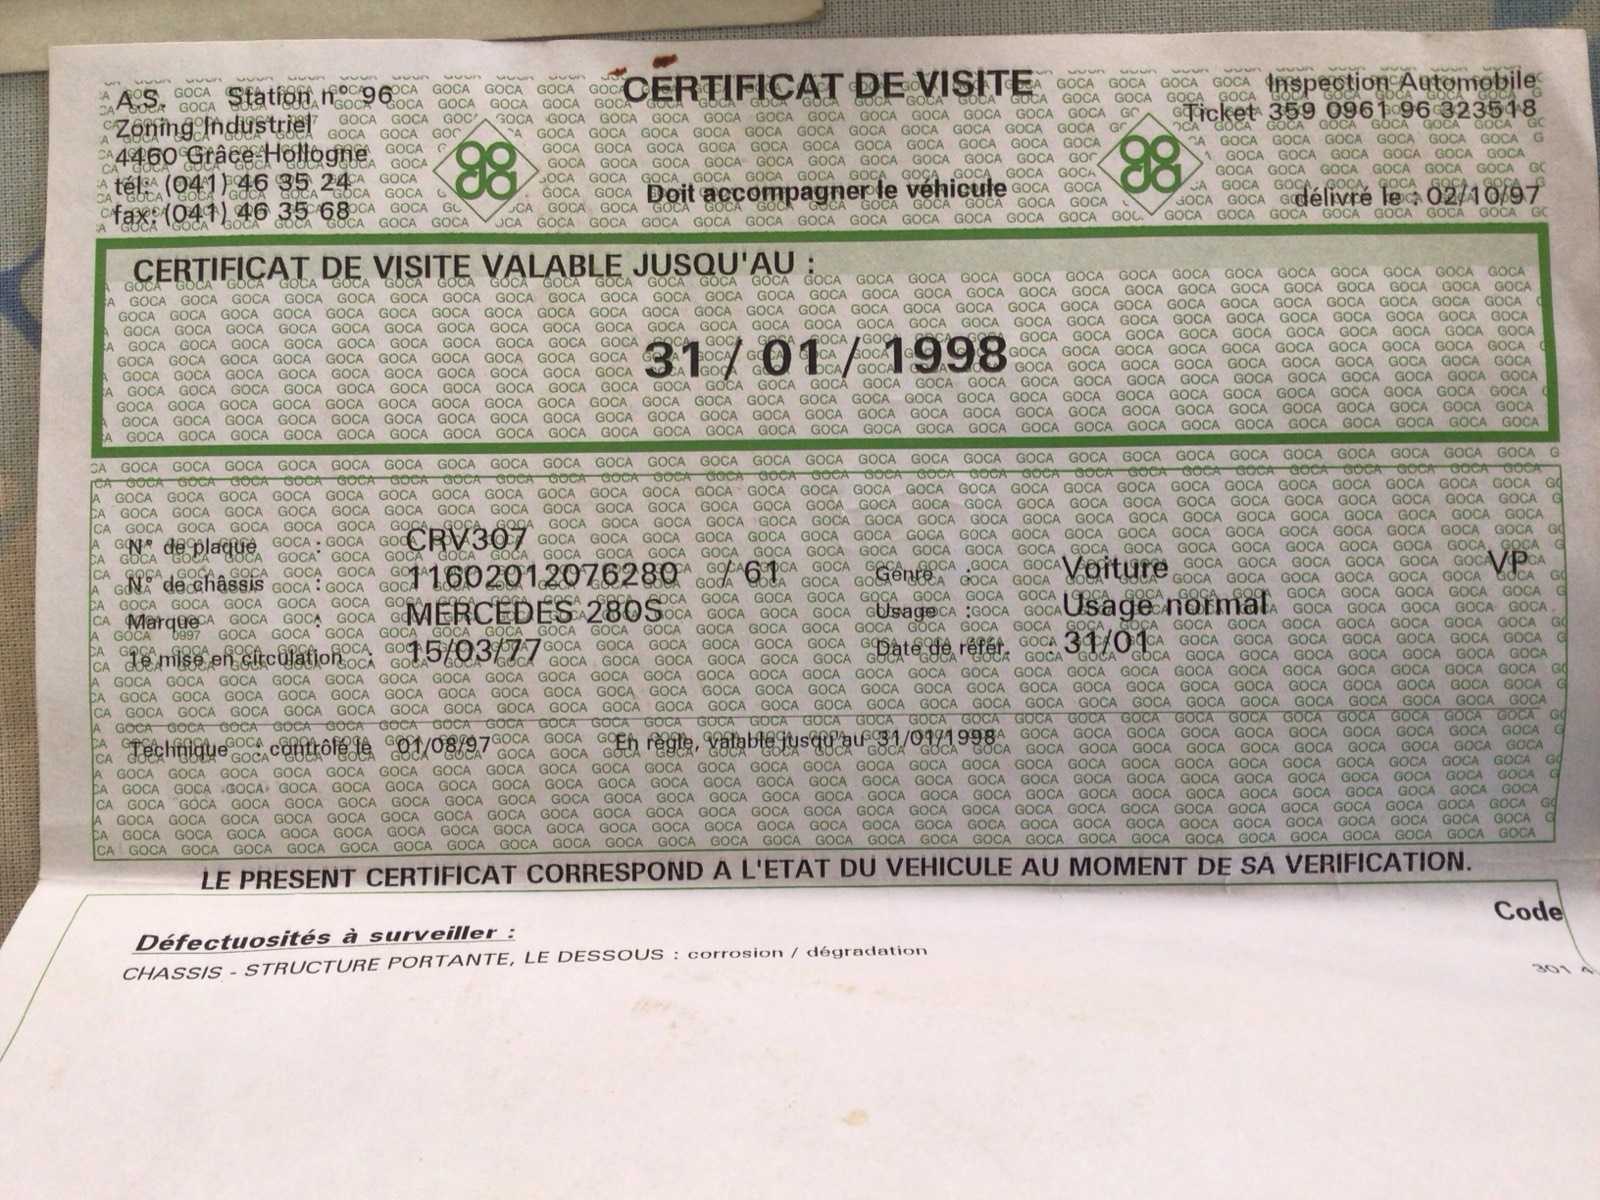 CERTIFICAT DE VISITE
A.S. Station n° 96
Zoning Industriel
4460 Grâce-Hollogne
tél: (041) 46 35 24
fax: (041) 46 35 68
Doit accompagner le véhicule
Inspection Automobile
Ticket 359 0961 96 323518
délivré le : 02/10/97
CERTIFICAT DE VISITE VALABLE JUSQU'AU :
31 / 01 / 1998
N° de plaque : CRV307
N° de châssis : 11602012076280 / 61 Genre : Voiture VP
Marque : MERCEDES 280S Usage : Usage normal
0997
1e mise en circulation : 15/03/77 Date de référ. : 31/01
Technique : contrôlé le 01/08/97 En règle, valable jusqu'au 31/01/1998
LE PRESENT CERTIFICAT CORRESPOND A L'ETAT DU VEHICULE AU MOMENT DE SA VERIFICATION.
Code
Défectuosités à surveiller :
CHASSIS - STRUCTURE PORTANTE, LE DESSOUS : corrosion / dégradation
301 4